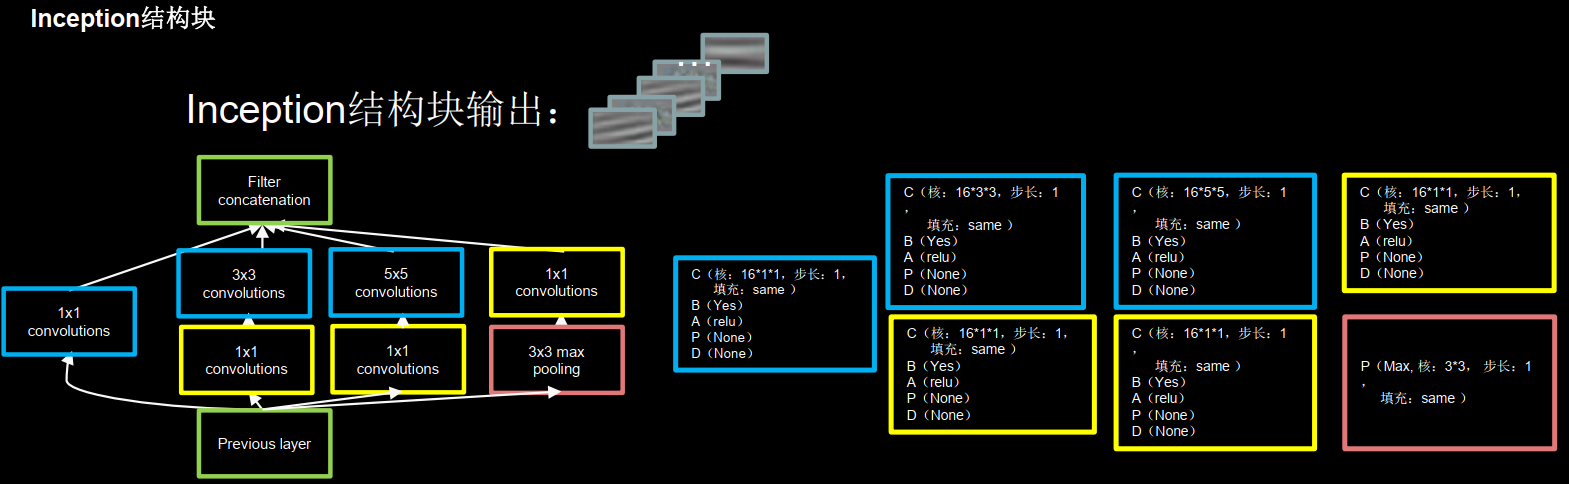 Inception结构块
Inception结构块输出：
Filter
concatenation
1x1
convolutions
3x3
convolutions
5x5
convolutions
1x1
convolutions
1x1
convolutions
1x1
convolutions
3x3 max
pooling
Previous layer
C（核：16*1*1，步长：1，
填充：same ）
B（Yes）
A（relu）
P（None）
D（None）
C（核：16*3*3，步长：1
，
填充：same ）
B（Yes）
A（relu）
P（None）
D（None）
C（核：16*5*5，步长：1
，
填充：same ）
B（Yes）
A（relu）
P（None）
D（None）
C（核：16*1*1，步长：1，
填充：same ）
B（Yes）
A（relu）
P（None）
D（None）
C（核：16*1*1，步长：1，
填充：same ）
B（Yes）
A（relu）
P（None）
D（None）
C（核：16*1*1，步长：1
，
填充：same ）
B（Yes）
A（relu）
P（None）
D（None）
P（Max, 核：3*3， 步长：1
，
填充：same ）